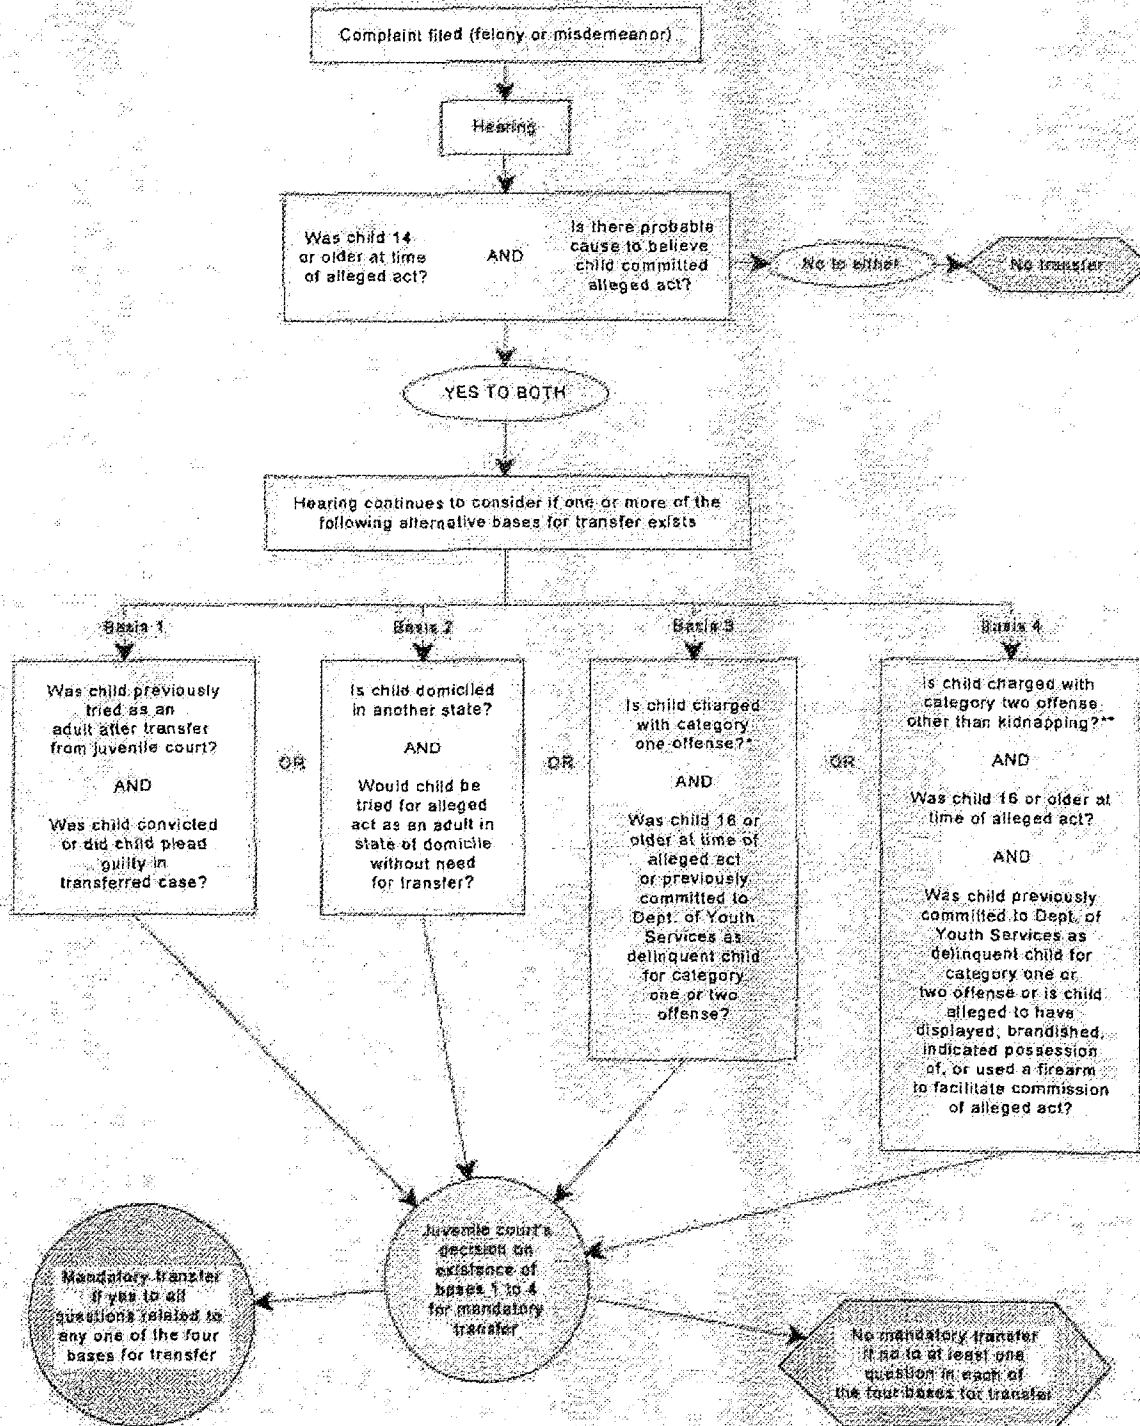 Complaint filed (felony or misdemeanor)
Hearing
Was child 14
or older at time
of alleged act?
AND
Is there probable
cause to believe
child committed
alleged act?
No to either
No transfer
YES TO BOTH
Hearing continues to consider if one or more of the
following alternative bases for transfer exists
Basis 1
Was child previously
tried as an
adult after transfer
from juvenile court?
AND
Was child convicted
or did child plead
guilty in
transferred case?
OR
Basis 2
Is child domiciled
in another state?
AND
Would child be
tried for alleged
act as an adult in
state of domicile
without need
for transfer?
OR
Basis 3
Is child charged
with category
one offense?*
AND
Was child 16 or
older at time of
alleged act
or previously
committed to
Dept. of Youth
Services as
delinquent child
for category
one or two
offense?
OR
Basis 4
Is child charged with
category two offense
other than kidnapping?**
AND
Was child 16 or older at
time of alleged act?
AND
Was child previously
committed to Dept. of
Youth Services as
delinquent child for
category one or
two offense or is child
alleged to have
displayed, brandished,
indicated possession
of, or used a firearm
to facilitate commission
of alleged act?
Juvenile court's
decision on
existence of
bases 1 to 4
for mandatory
transfer
Mandatory transfer
if yes to all
questions related to
any one of the four
bases for transfer
No mandatory transfer
if no to at least one
question in each of
the four bases for transfer